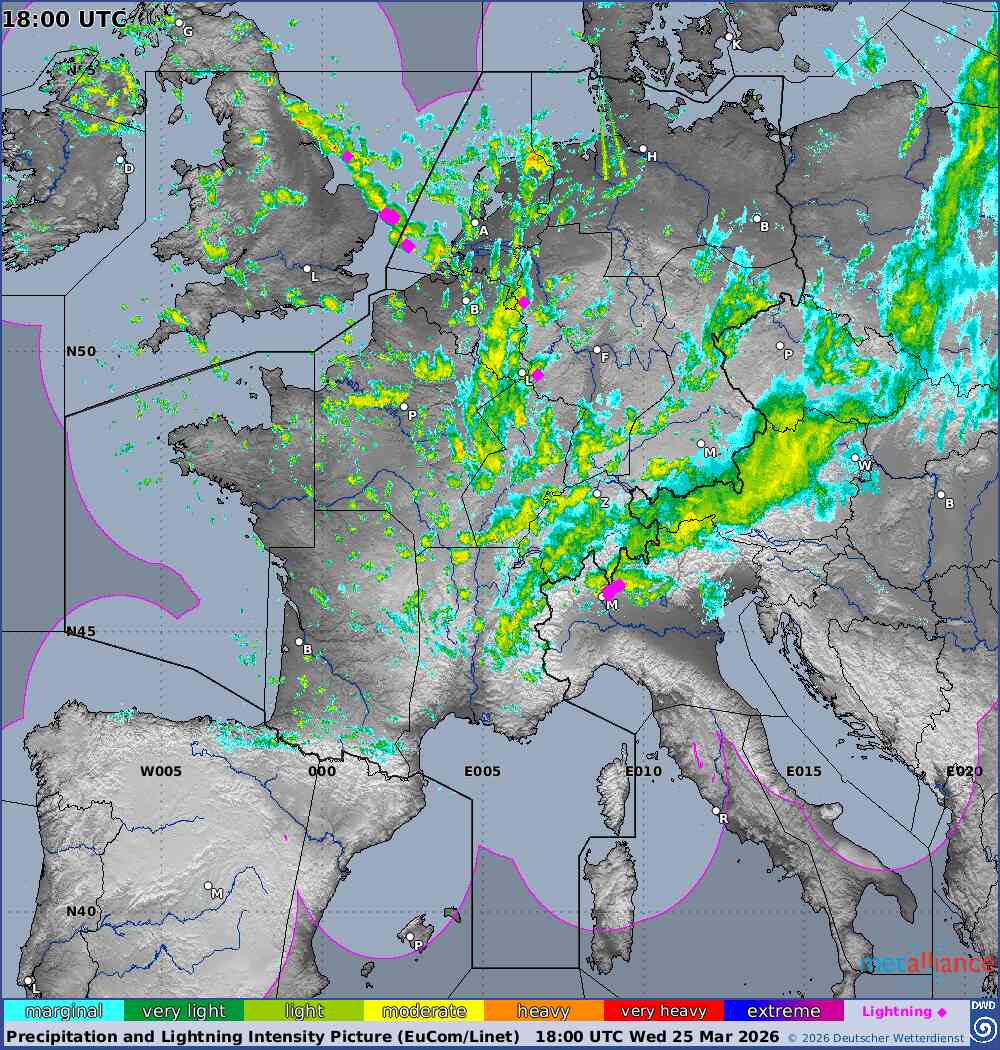 18:00 UTC
G
K
N55
D
H
A
B
L
B
N50
F
P
L
P
M
W
Z
B
M
N45
B
W005
000
E005
E010
E015
E020
R
M
N40
P
L
metalliance
marginal very light light moderate heavy very heavy extreme Lightning ◆
DWD
Precipitation and Lightning Intensity Picture (EuCom/Linet) 18:00 UTC Wed 25 Mar 2026 © 2026 Deutscher Wetterdienst